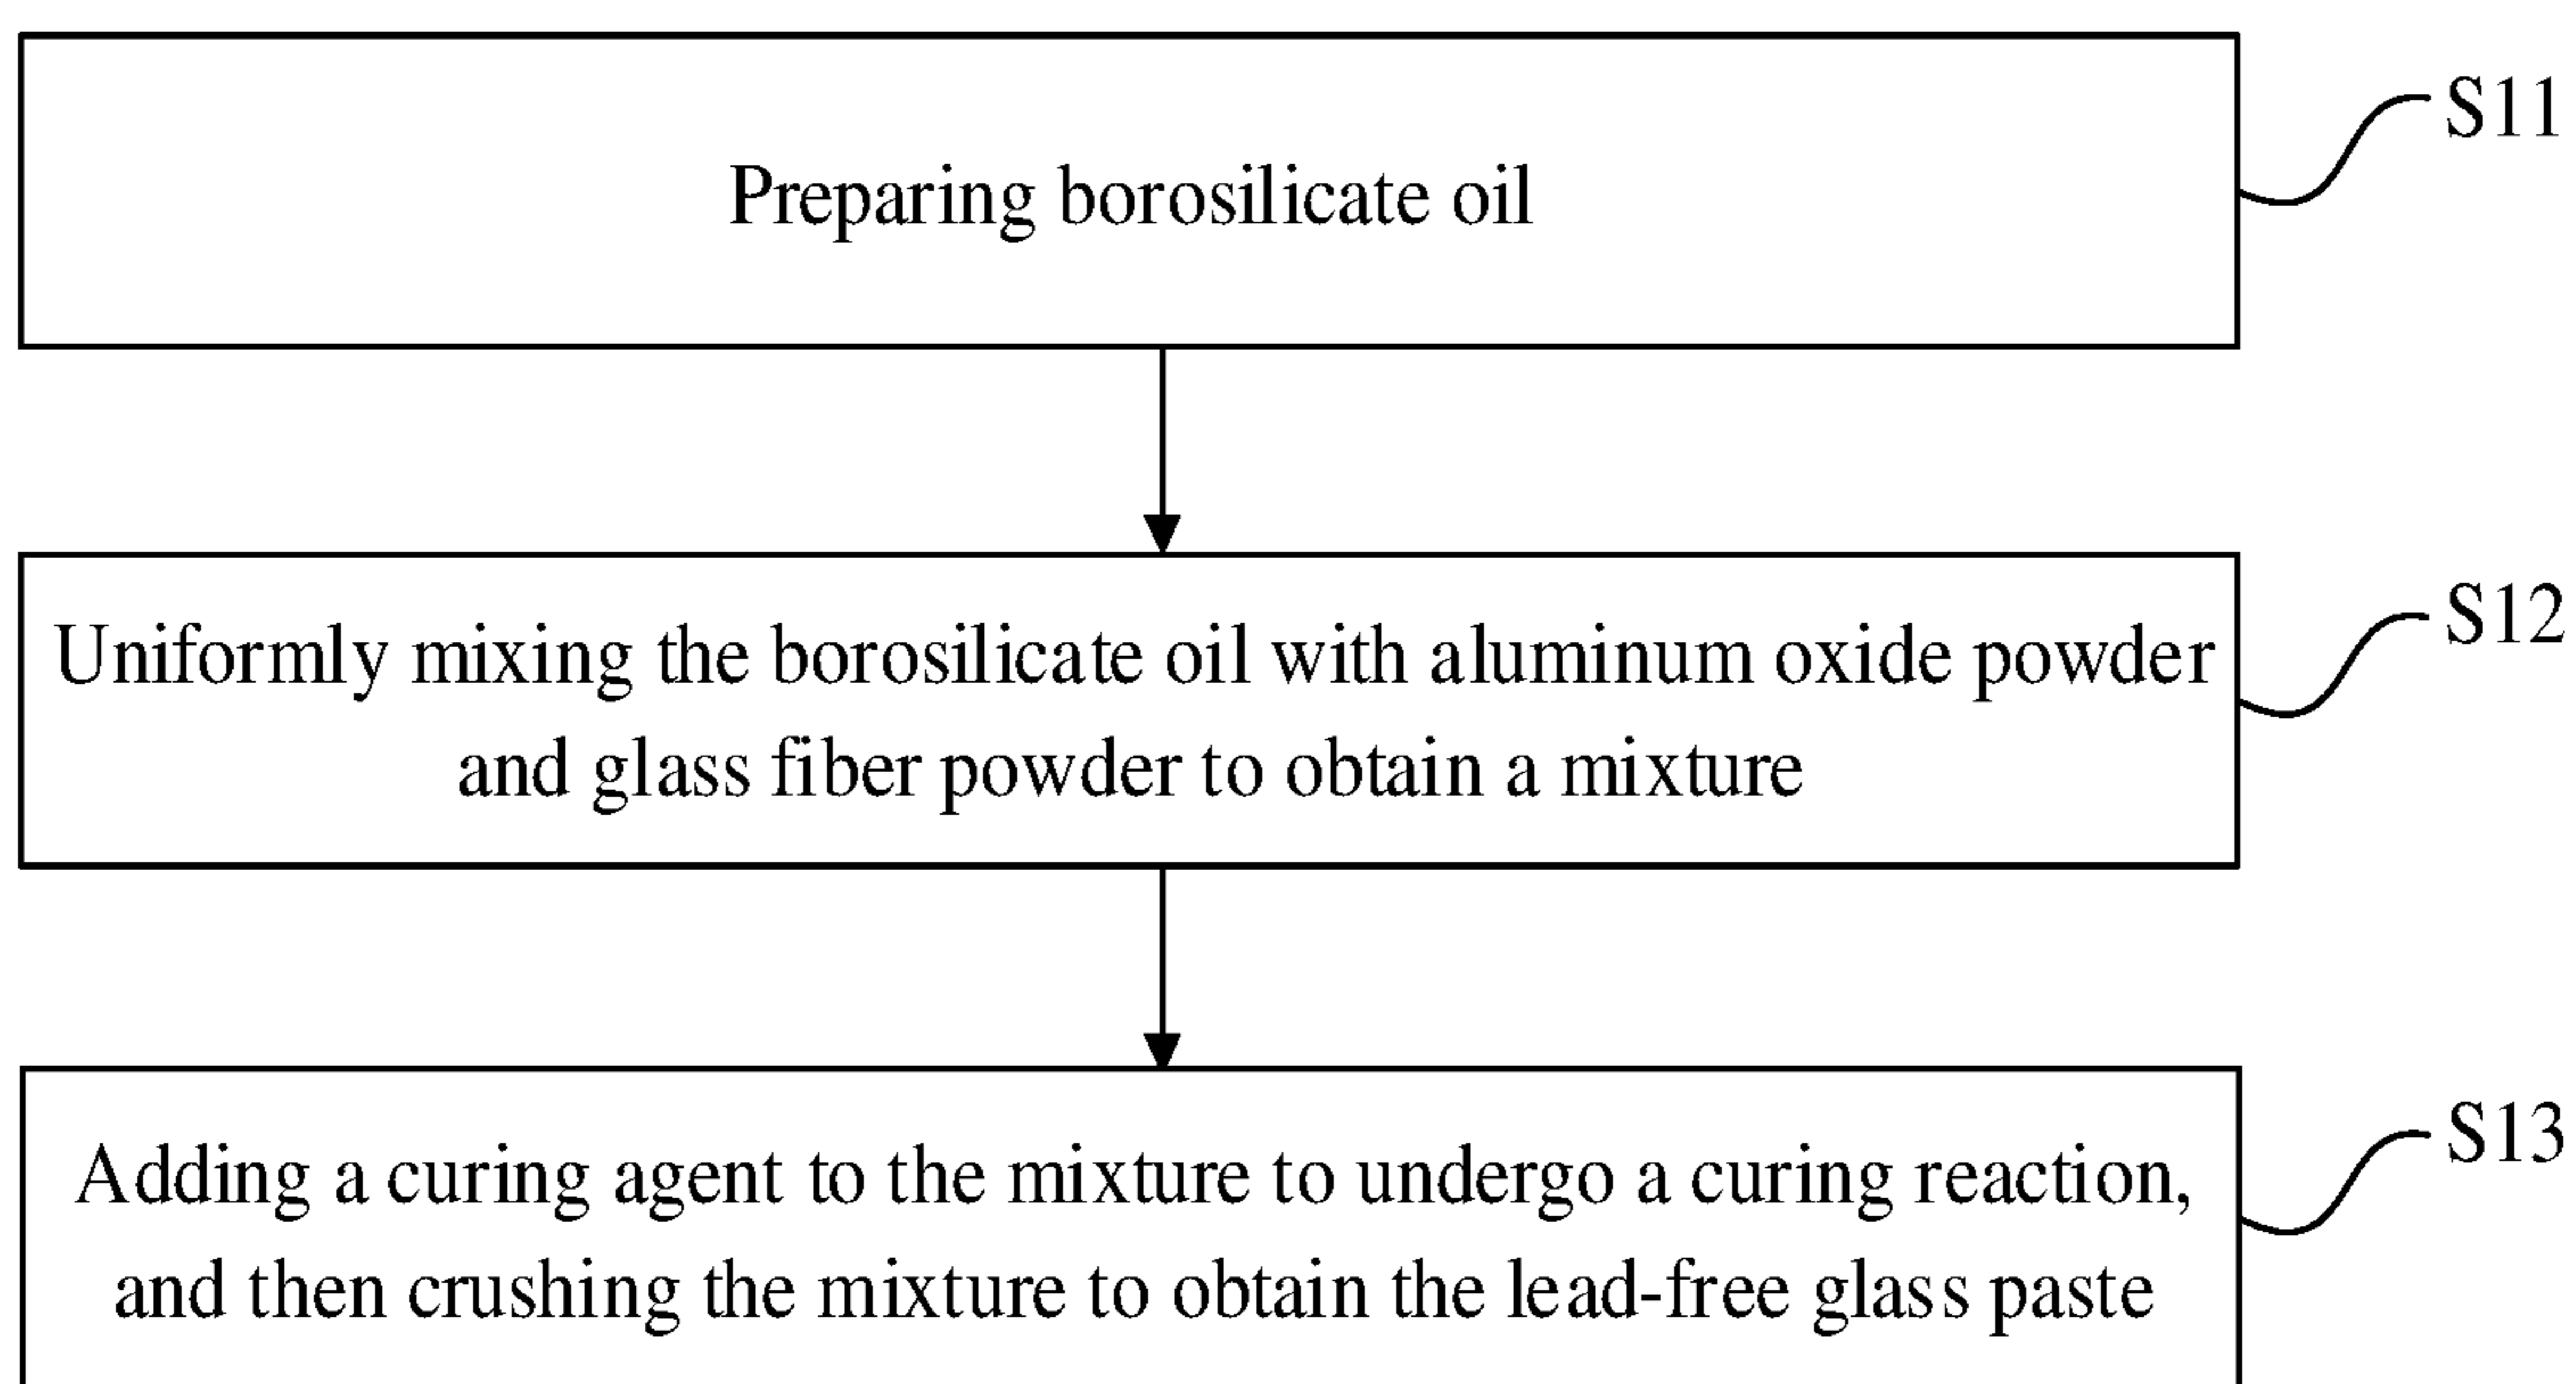 Preparing borosilicate oil
S11
Uniformly mixing the borosilicate oil with aluminum oxide powder
and glass fiber powder to obtain a mixture
S12
Adding a curing agent to the mixture to undergo a curing reaction,
and then crushing the mixture to obtain the lead-free glass paste
S13